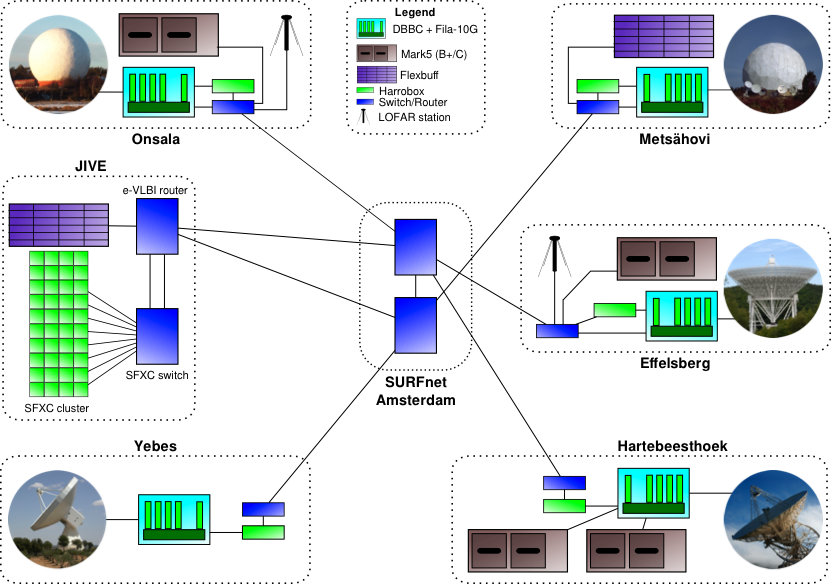 Legend
DBBC + Fila-10G
Mark5 (B+/C)
Flexbuff
Harrobox
Switch/Router
LOFAR station
Onsala
Metsähovi
JIVE
e-VLBI router
SFXC switch
SFXC cluster
SURFnet
Amsterdam
Effelsberg
Yebes
Hartebeesthoek